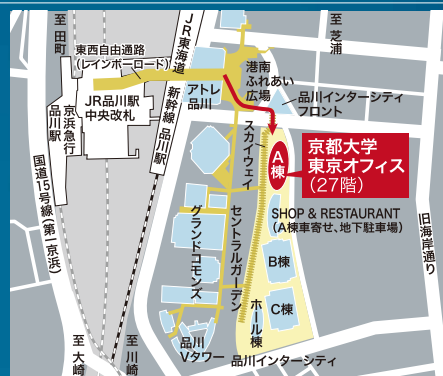 至 田町
東西自由通路
(レインボーロード)
JR東海道
新幹線 品川駅
至 芝浦
港南
ふれあい
広場
アトレ
品川
品川インターシティ
フロント
JR品川駅
中央改札
京浜急行
品川駅
国道15号線(第一京浜)
スカイウェイ
A
棟
京都大学
東京オフィス
(27階)
SHOP & RESTAURANT
(A棟車寄せ、地下駐車場)
旧海岸通り
グランドコモンズ
セントラルガーデン
B棟
C棟
ホール棟
至 大崎
至 川崎
品川
Vタワー
品川インターシティ